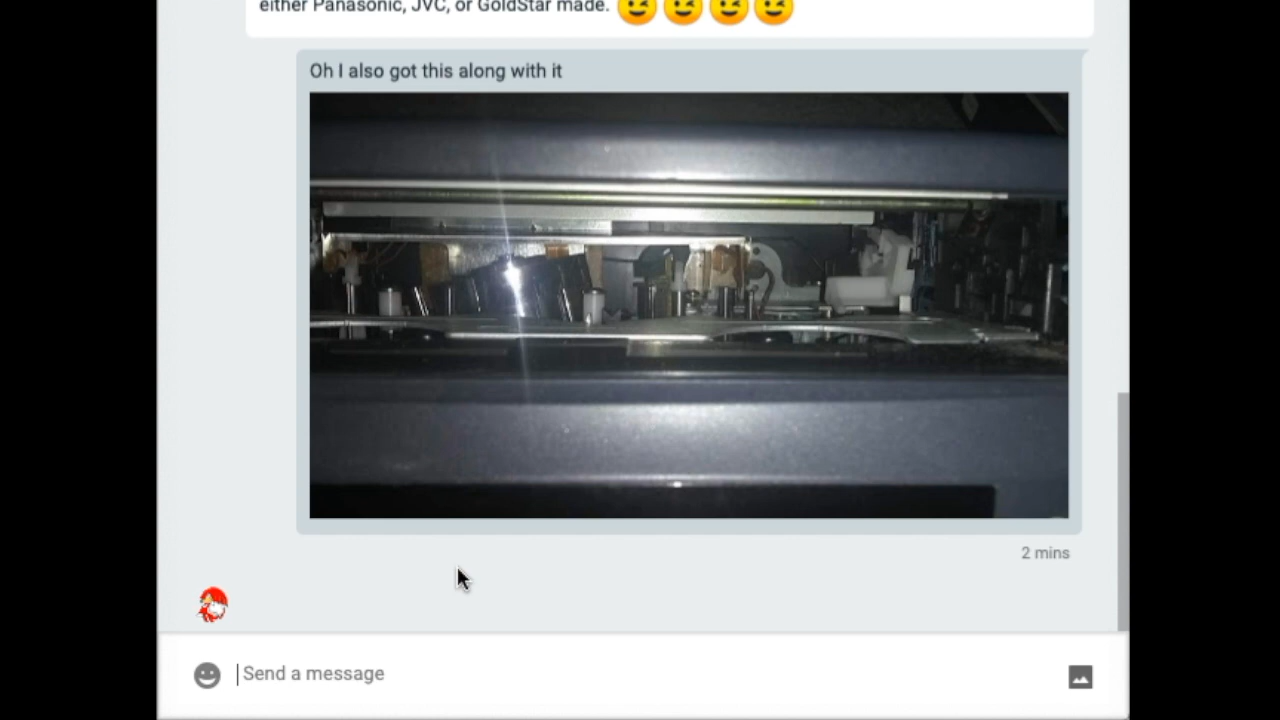 either Panasonic, JVC, or GoldStar made. 😉😉😉😉
Oh I also got this along with it
2 mins
Send a message